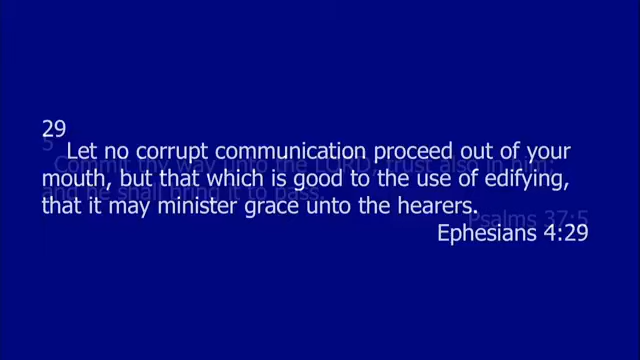 29
Let no corrupt communication proceed out of your
mouth, but that which is good to the use of edifying,
that it may minister grace unto the hearers.
Ephesians 4:29
5
Commit thy way unto the LORD; trust also in him;
and he shall bring it to pass.
Psalms 37:5